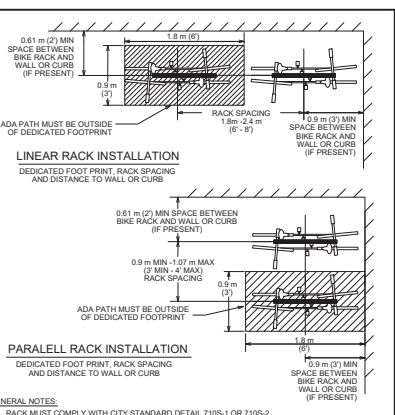 0.61 m (2') MIN
SPACE BETWEEN
BIKE RACK AND
WALL OR CURB
(IF PRESENT)
1.8 m (6')
0.9 m
(3')
ADA PATH MUST BE OUTSIDE
OF DEDICATED FOOTPRINT
RACK SPACING
1.8m -2.4 m
(6' - 8')
0.9 m (3') MIN
SPACE BETWEEN
BIKE RACK AND
WALL OR CURB
(IF PRESENT)
LINEAR RACK INSTALLATION
DEDICATED FOOT PRINT, RACK SPACING
AND DISTANCE TO WALL OR CURB
0.61 m (2') MIN SPACE BETWEEN
BIKE RACK AND WALL OR CURB
(IF PRESENT)
0.9 m MIN -1.07 m MAX
(3' MIN - 4' MAX)
RACK SPACING
0.9 m
(3')
ADA PATH MUST BE OUTSIDE
OF DEDICATED FOOTPRINT
1.8 m
(6')
PARALELL RACK INSTALLATION
DEDICATED FOOT PRINT, RACK SPACING
AND DISTANCE TO WALL OR CURB
0.9 m (3') MIN
SPACE BETWEEN
BIKE RACK AND
WALL OR CURB
(IF PRESENT)
NERAL NOTES:
RACK MUST COMPLY WITH CITY STANDARD DETAIL 710S-1 OR 710S-2